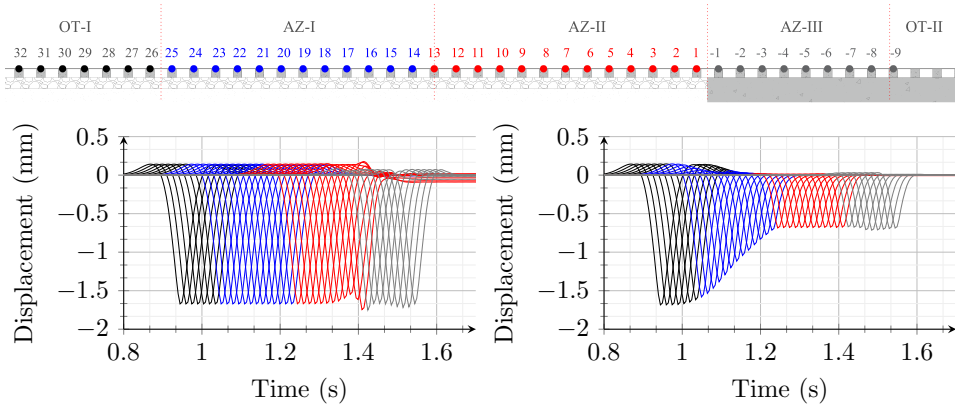 OT-I AZ-I AZ-II AZ-III OT-II
32 31 30 29 28 27 26 25 24 23 22 21 20 19 18 17 16 15 14 13 12 11 10 9 8 7 6 5 4 3 2 1 -1 -2 -3 -4 -5 -6 -7 -8 -9
Displacement (mm)
0.5
0
−0.5
−1
−1.5
−2
0.8 1 1.2 1.4 1.6
Time (s)
Displacement (mm)
0.5
0
−0.5
−1
−1.5
−2
0.8 1 1.2 1.4 1.6
Time (s)